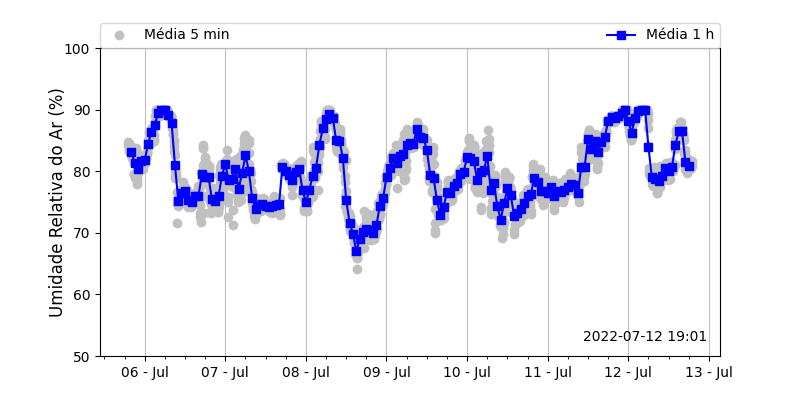 Média 5 min
Média 1 h
Umidade Relativa do Ar (%)
100
90
80
70
60
50
2022-07-12 19:01
06 - Jul
07 - Jul
08 - Jul
09 - Jul
10 - Jul
11 - Jul
12 - Jul
13 - Jul